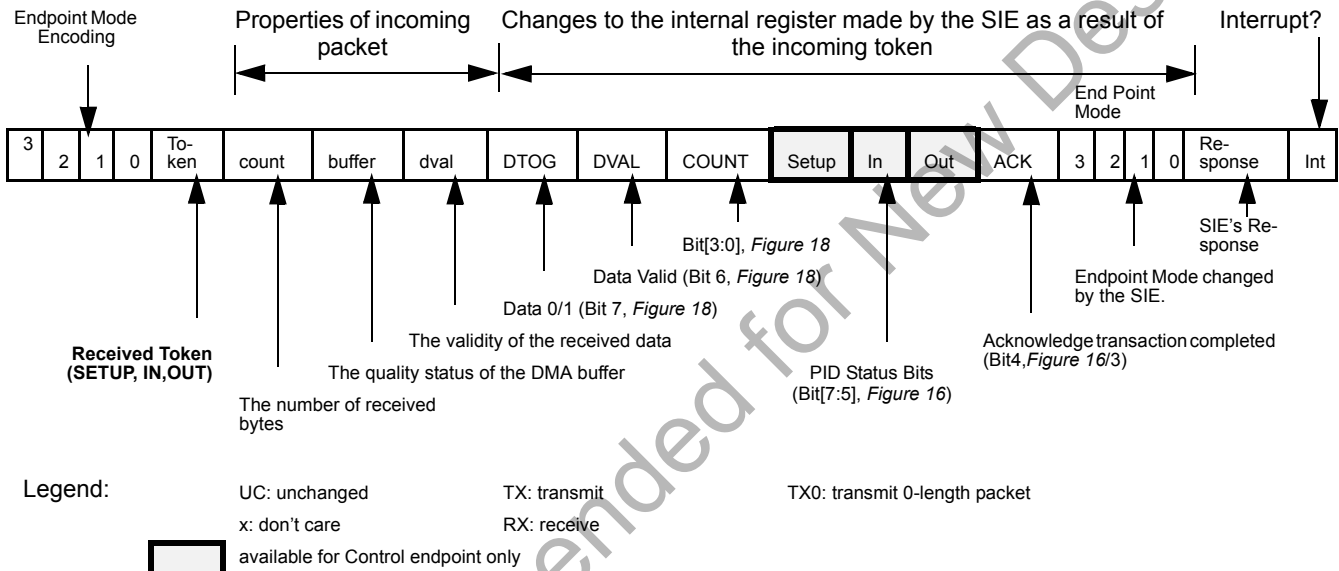 Endpoint Mode
Encoding
Properties of incoming
packet
Changes to the internal register made by the SIE as a result of
the incoming token
Interrupt?
End Point
Mode
3 2 1 0 To-
ken count buffer dval DTOG DVAL COUNT Setup In Out ACK 3 2 1 0 Re-
sponse Int
Bit[3:0], Figure 18
Data Valid (Bit 6, Figure 18)
Data 0/1 (Bit 7, Figure 18)
The validity of the received data
The quality status of the DMA buffer
The number of received
bytes
Received Token
(SETUP, IN,OUT)
PID Status Bits
(Bit[7:5], Figure 16)
SIE's Re-
sponse
Endpoint Mode changed
by the SIE.
Acknowledge transaction completed
(Bit4,Figure 16/3)
Legend:
UC: unchanged
TX: transmit
TX0: transmit 0-length packet
x: don't care
RX: receive
available for Control endpoint only
ended for New Des